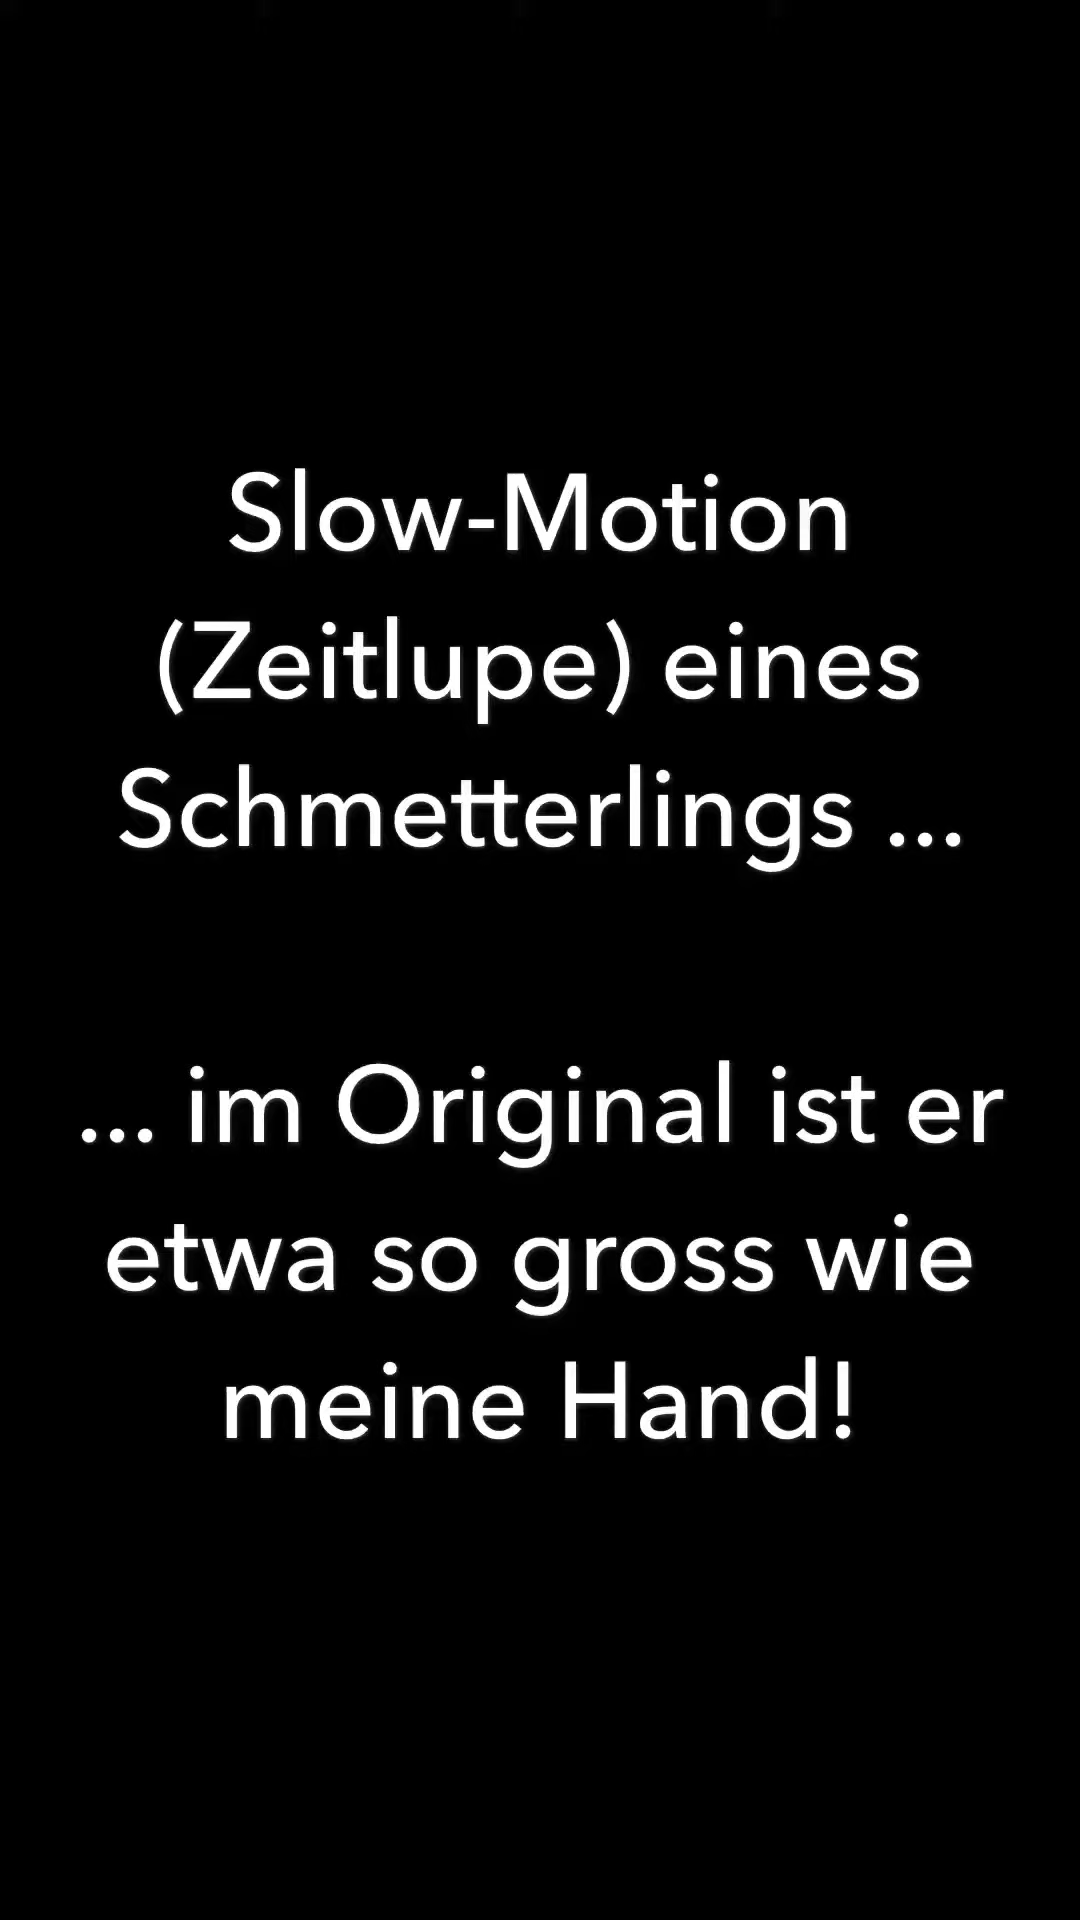 Slow-Motion
(Zeitlupe) eines
Schmetterlings ...
... im Original ist er
etwa so gross wie
meine Hand!